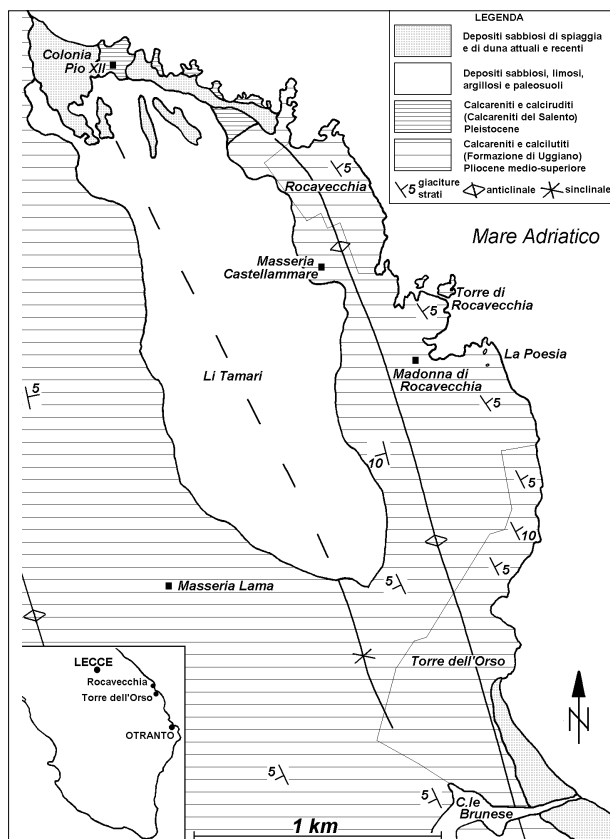 LEGENDA
Depositi sabbiosi di spiaggia
e di duna attuali e recenti
Depositi sabbiosi, limosi,
argillosi e paleosuoli
Calcareniti e calciruditi
(Calcareniti del Salento)
Pleistocene
Calcareniti e calcilutiti
(Formazione di Uggiano)
Pliocene medio-superiore
5 giaciture
strati
anticlinale
sinclinale
Colonia
Pio XII
5
Rocavecchia
Mare Adriatico
Masseria
Castellammare
Torre di
Rocavecchia
5
La Poesia
Madonna di
Rocavecchia
Li Tamari
5
5
10
5
10
5
5
Masseria Lama
Torre dell'Orso
LECCE
Rocavecchia
Torre dell'Orso
OTRANTO
N
5
5
C.le
Brunese
1 km